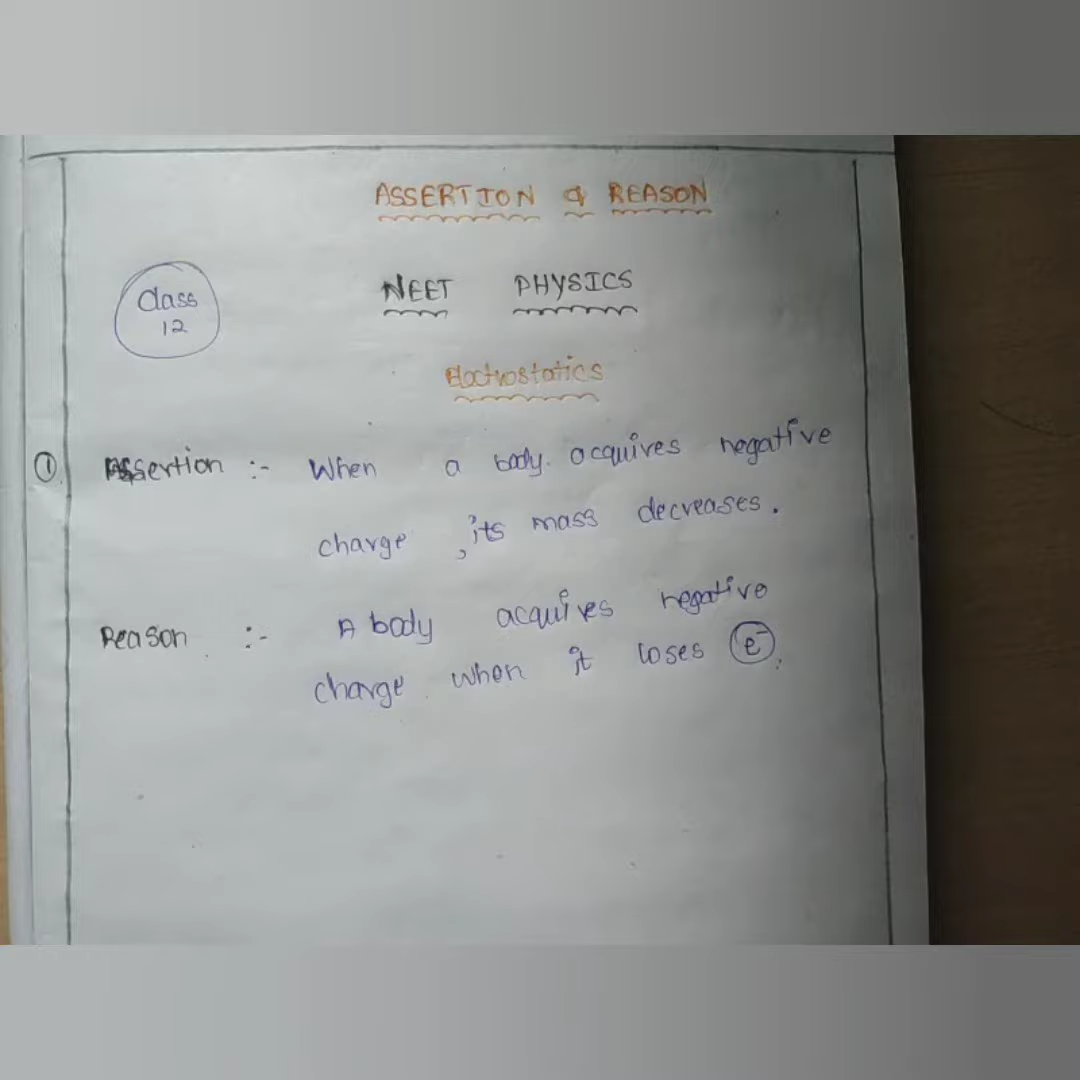 ASSERTION & REASON
Class
12
NEET PHYSICS
Electrostatics
① Assertion :- When a body acquires negative
charge, its mass decreases.
Reason :- A body acquires negative
charge when it loses e⁻.